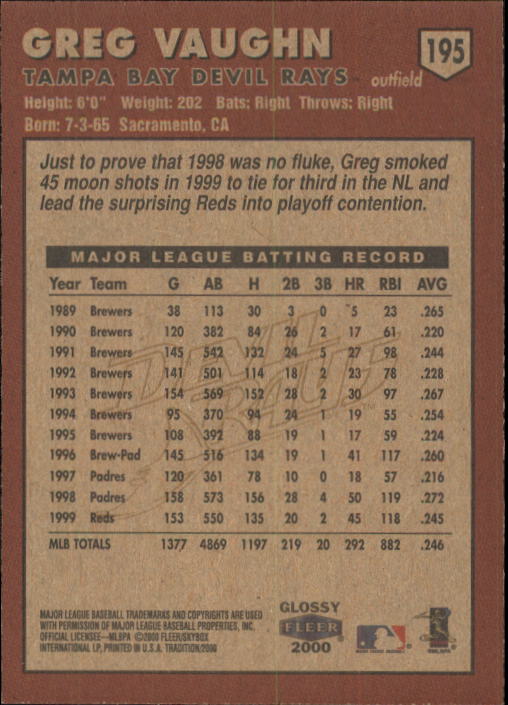 GREG VAUGHN
195
TAMPA BAY DEVIL RAYS outfield
Height: 6'0" Weight: 202 Bats: Right Throws: Right
Born: 7-3-65 Sacramento, CA
Just to prove that 1998 was no fluke, Greg smoked
45 moon shots in 1999 to tie for third in the NL and
lead the surprising Reds into playoff contention.
MAJOR LEAGUE BATTING RECORD
Year Team G AB H 2B 3B HR RBI AVG
1989 Brewers 38 113 30 3 0 5 23 .265
1990 Brewers 120 382 84 26 2 17 61 .220
1991 Brewers 145 542 132 24 5 27 98 .244
1992 Brewers 141 501 114 18 2 23 78 .228
1993 Brewers 154 569 152 28 2 30 97 .267
1994 Brewers 95 370 94 24 1 19 55 .254
1995 Brewers 108 392 88 19 1 17 59 .224
1996 Brew-Pad 145 516 134 19 1 41 117 .260
1997 Padres 120 361 78 10 0 18 57 .216
1998 Padres 158 573 156 28 4 50 119 .272
1999 Reds 153 550 135 20 2 45 118 .245
MLB TOTALS 1377 4869 1197 219 20 292 882 .246
DEVIL
RAYS
TM
MAJOR LEAGUE BASEBALL TRADEMARKS AND COPYRIGHTS ARE USED
WITH PERMISSION OF MAJOR LEAGUE BASEBALL PROPERTIES, INC.
OFFICIAL LICENSEE—MLBPA ©2000 FLEER/SKYBOX
INTERNATIONAL LP, PRINTED IN U.S.A. TRADITION/2000
GLOSSY
FLEER
2000